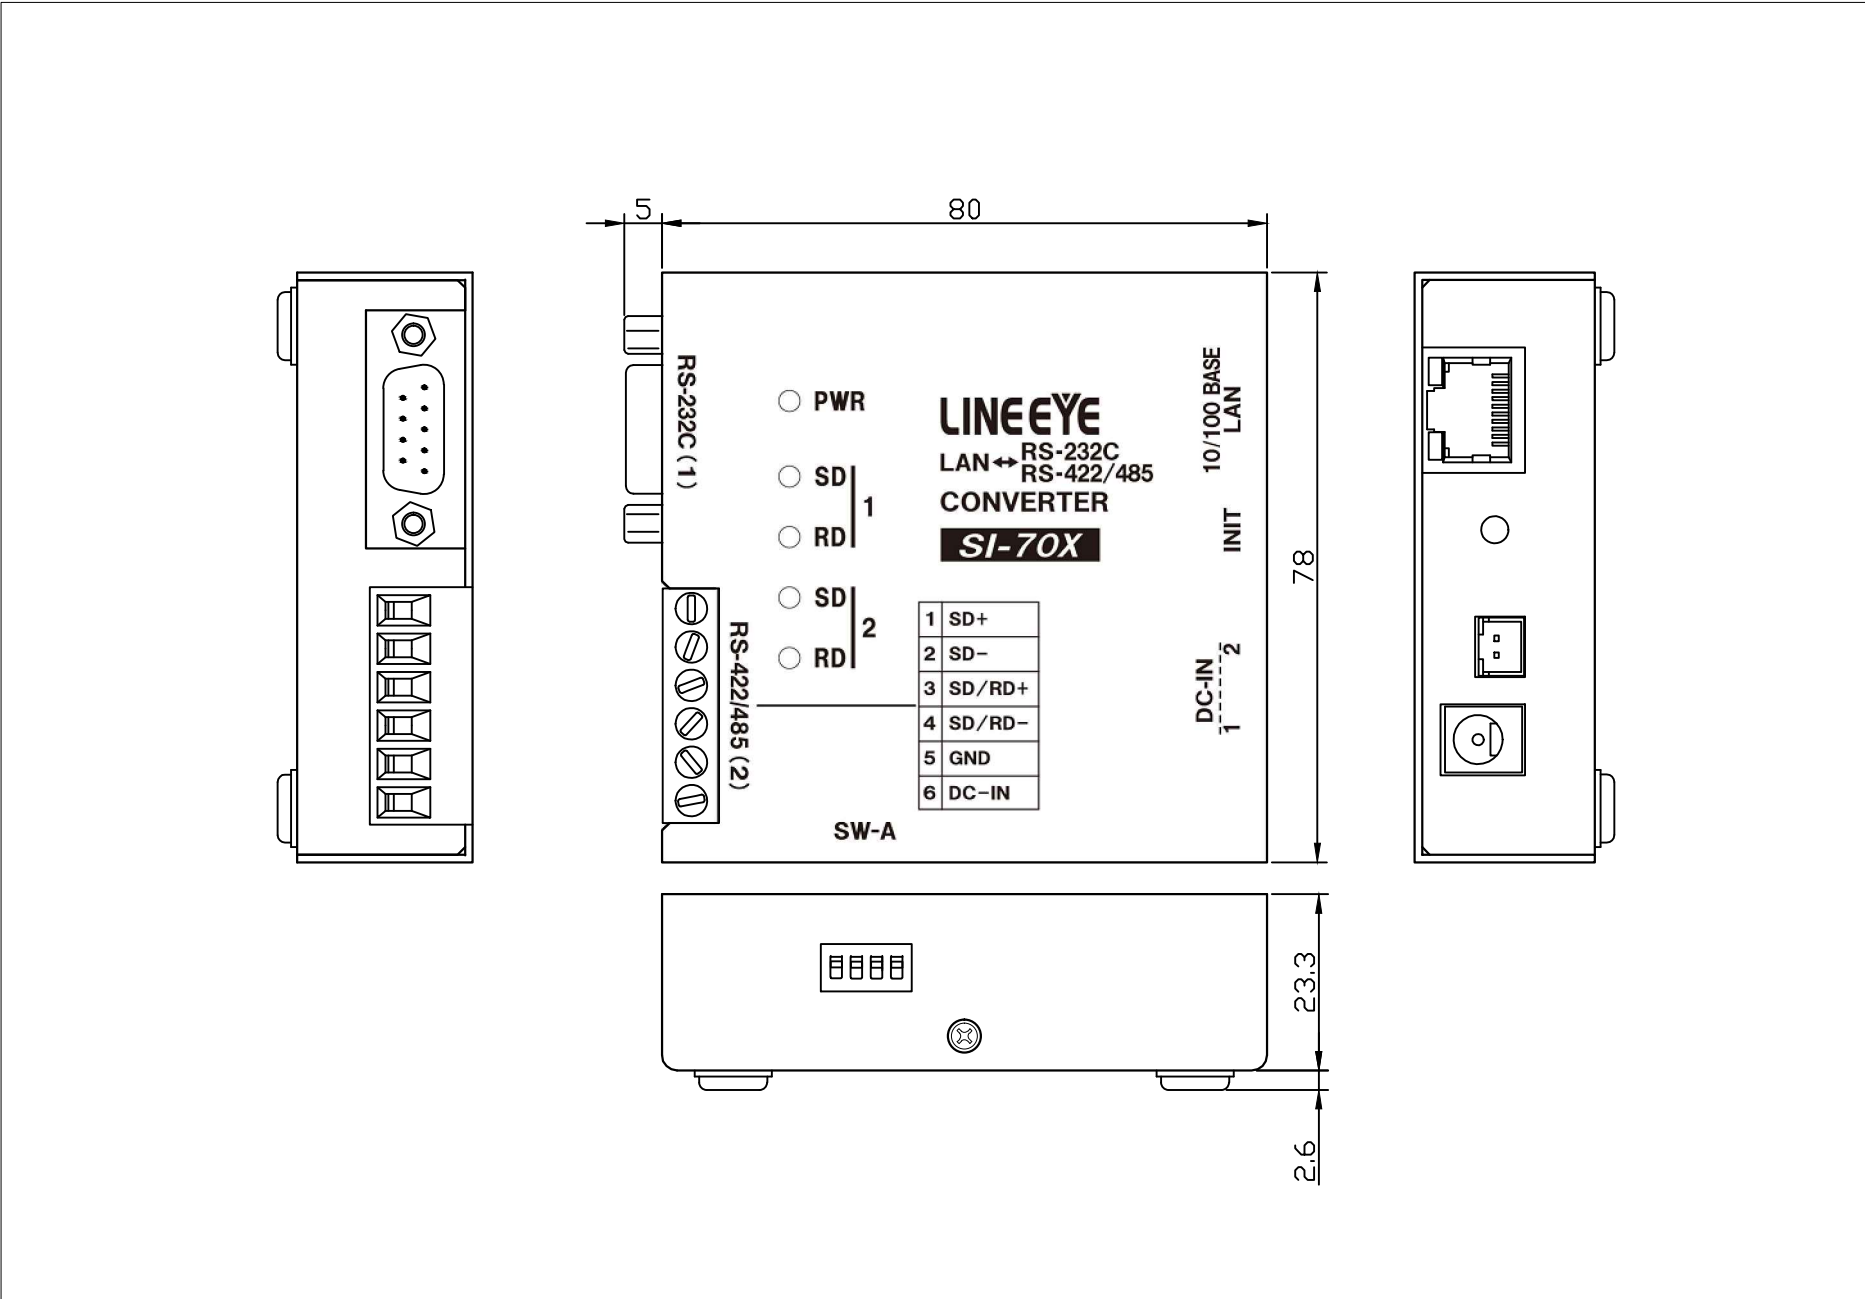 5
80
RS-232C(1)
PWR
SD
RD
1
SD
RD
2
LINEEYE
LAN↔RS-232C
RS-422/485
CONVERTER
SI-70X
10/100 BASE
LAN
INIT
DC-IN
1-----2
78
RS-422/485(2)
1 SD+
2 SD-
3 SD/RD+
4 SD/RD-
5 GND
6 DC-IN
SW-A
23.3
2.6